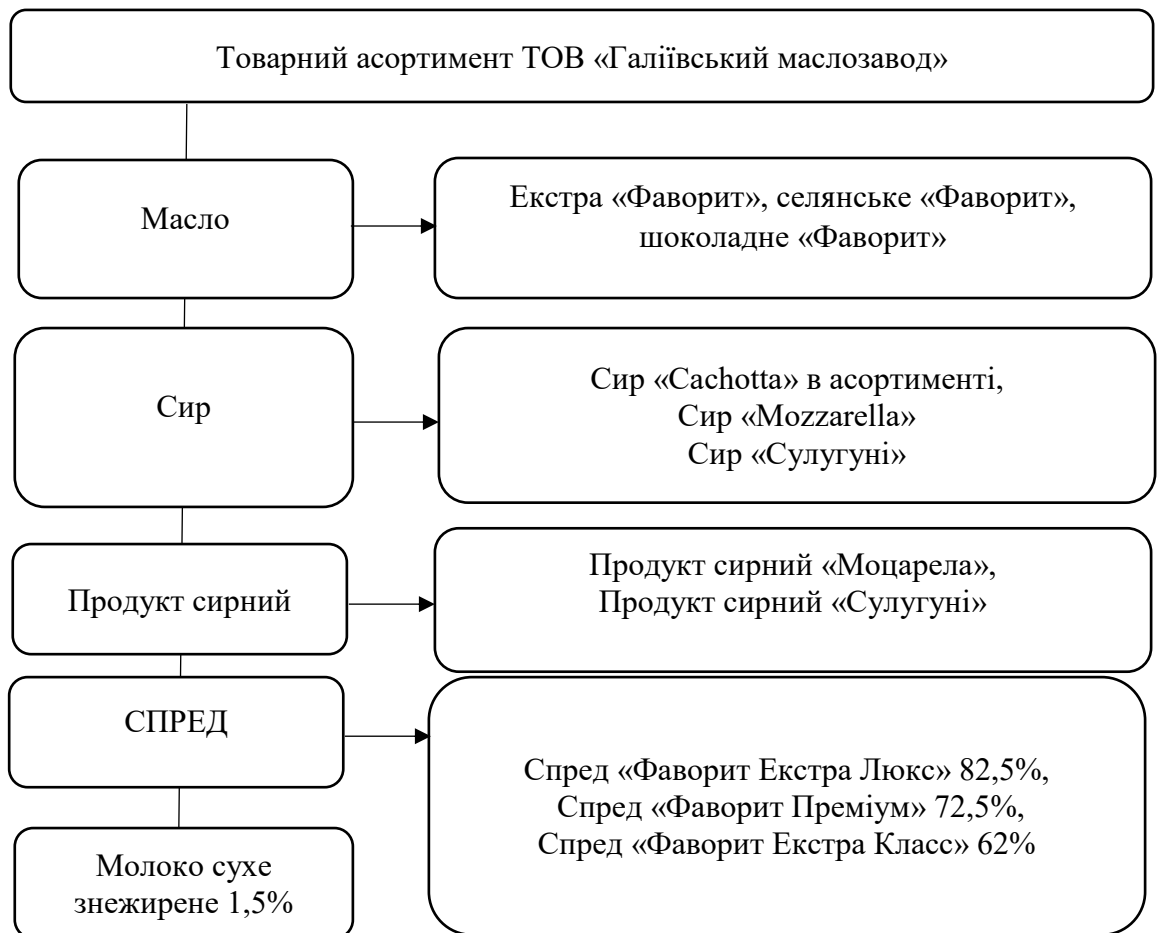 Товарний асортимент ТОВ «Галіївський маслозавод»
Масло
Екстра «Фаворит», селянське «Фаворит»,
шоколадне «Фаворит»
Сир
Сир «Cachotta» в асортименті,
Сир «Mozzarella»
Сир «Сулугуні»
Продукт сирний
Продукт сирний «Моцарела»,
Продукт сирний «Сулугуні»
СПРЕД
Спред «Фаворит Екстра Люкс» 82,5%,
Спред «Фаворит Преміум» 72,5%,
Спред «Фаворит Екстра Класс» 62%
Молоко сухе
знежирене 1,5%